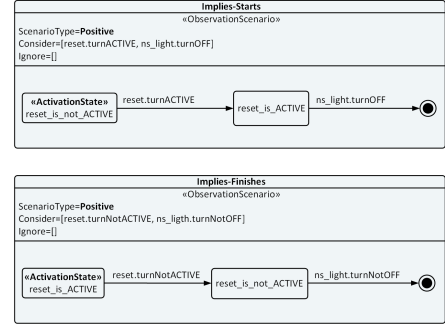 Implies-Starts
«ObservationScenario»
ScenarioType=Positive
Consider=[reset.turnACTIVE, ns_light.turnOFF]
Ignore=[]
«ActivationState»
reset_is_not_ACTIVE
reset.turnACTIVE
reset_is_ACTIVE
ns_light.turnOFF
Implies-Finishes
«ObservationScenario»
ScenarioType=Positive
Consider=[reset.turnNotACTIVE, ns_ligth.turnNotOFF]
Ignore=[]
«ActivationState»
reset_is_ACTIVE
reset.turnNotACTIVE
reset_is_not_ACTIVE
ns_light.turnNotOFF